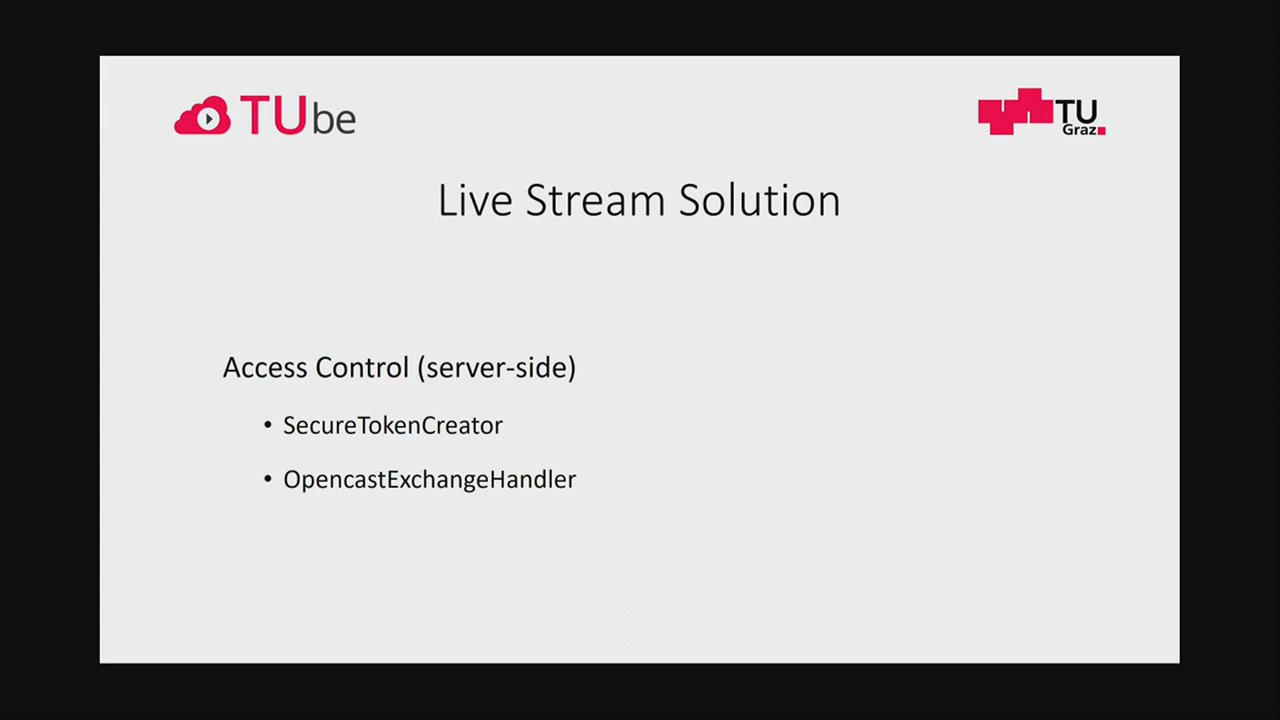 TUbe
TU
Graz
Live Stream Solution
Access Control (server-side)
• SecureTokenCreator
• OpencastExchangeHandler